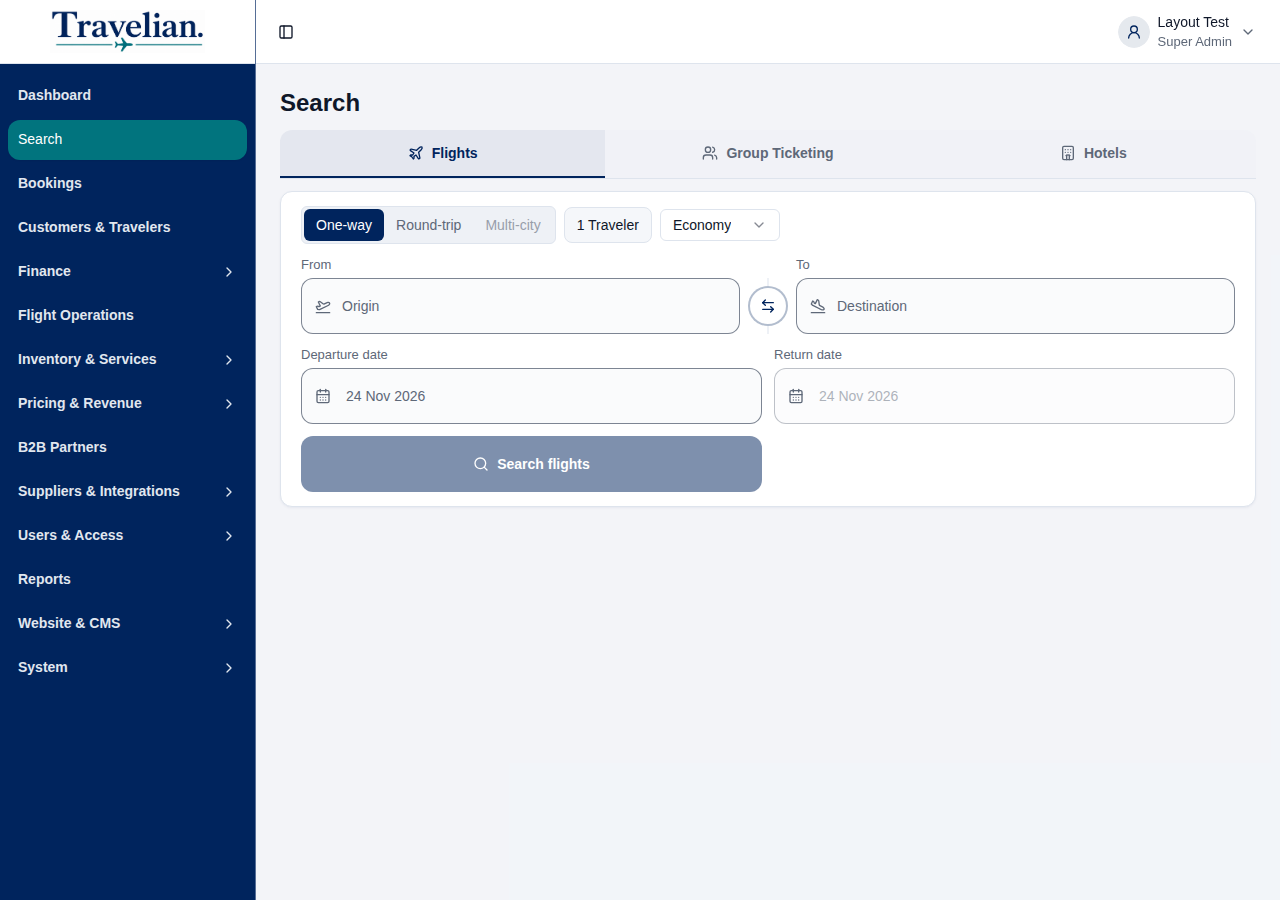 Travelian.
Layout Test
Super Admin
Dashboard
Search
Bookings
Customers & Travelers
Finance
Flight Operations
Inventory & Services
Pricing & Revenue
B2B Partners
Suppliers & Integrations
Users & Access
Reports
Website & CMS
System
Search
Flights
Group Ticketing
Hotels
One-way Round-trip Multi-city 1 Traveler Economy
From
Origin
To
Destination
Departure date
24 Nov 2026
Return date
24 Nov 2026
Search flights